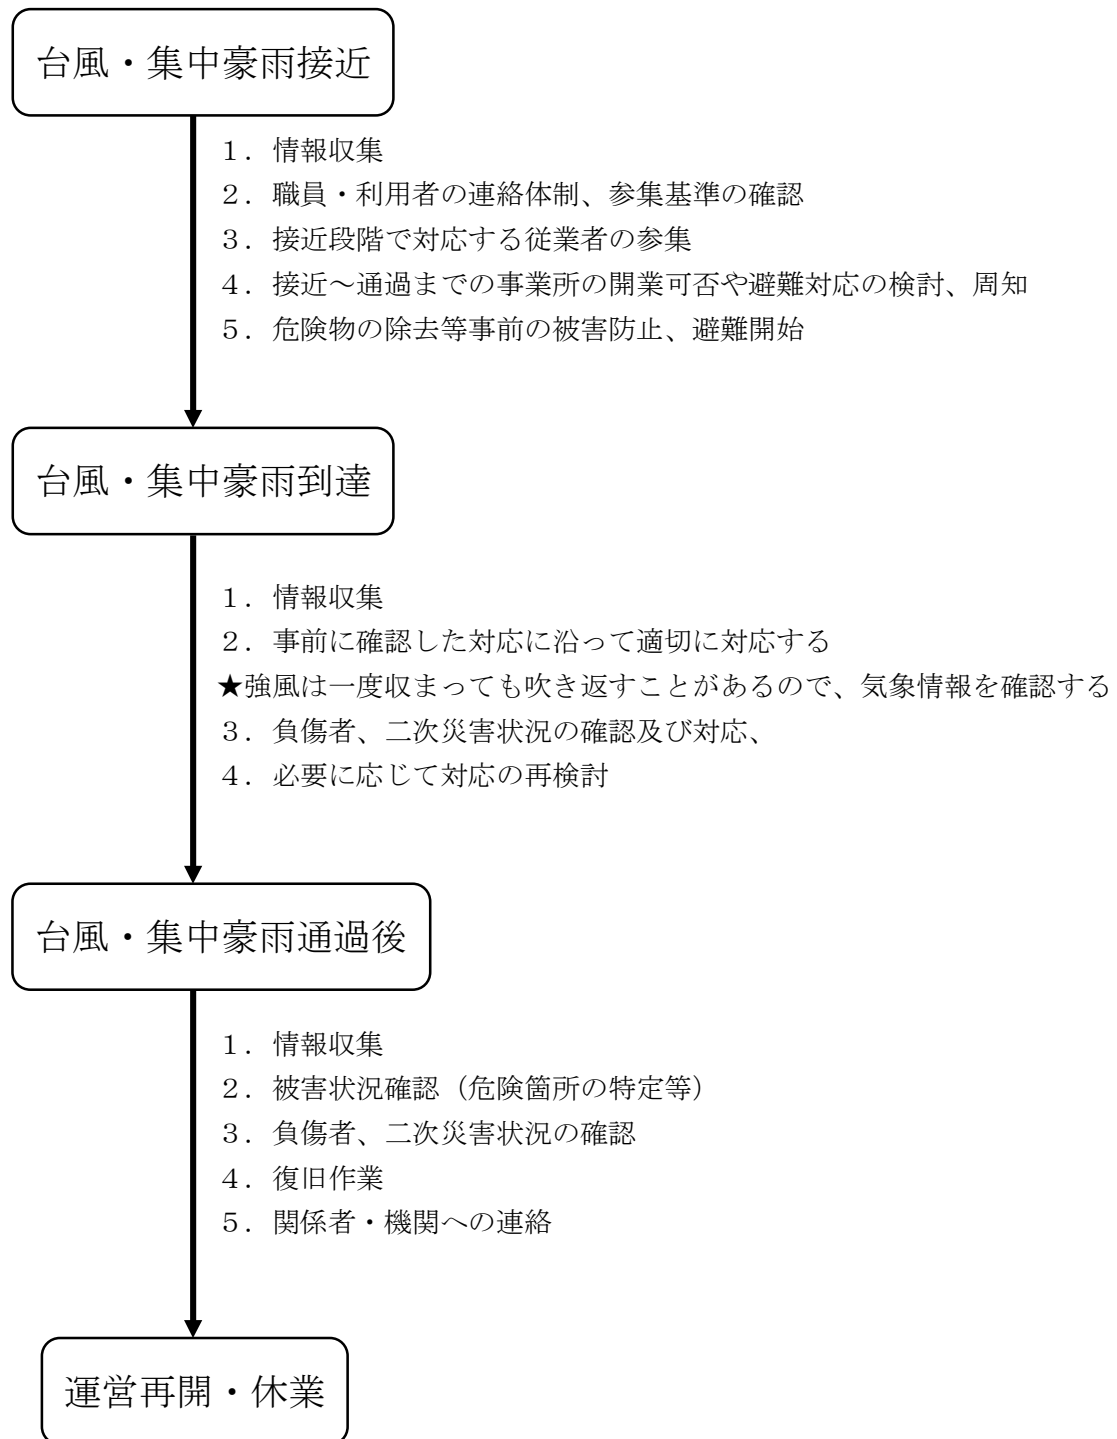 台風・集中豪雨接近
１．情報収集
２．職員・利用者の連絡体制、参集基準の確認
３．接近段階で対応する従業者の参集
４．接近～通過までの事業所の開業可否や避難対応の検討、周知
５．危険物の除去等事前の被害防止、避難開始
台風・集中豪雨到達
１．情報収集
２．事前に確認した対応に沿って適切に対応する
★強風は一度収まっても吹き返すことがあるので、気象情報を確認する
３．負傷者、二次災害状況の確認及び対応、
４．必要に応じて対応の再検討
台風・集中豪雨通過後
１．情報収集
２．被害状況確認（危険箇所の特定等）
３．負傷者、二次災害状況の確認
４．復旧作業
５．関係者・機関への連絡
運営再開・休業